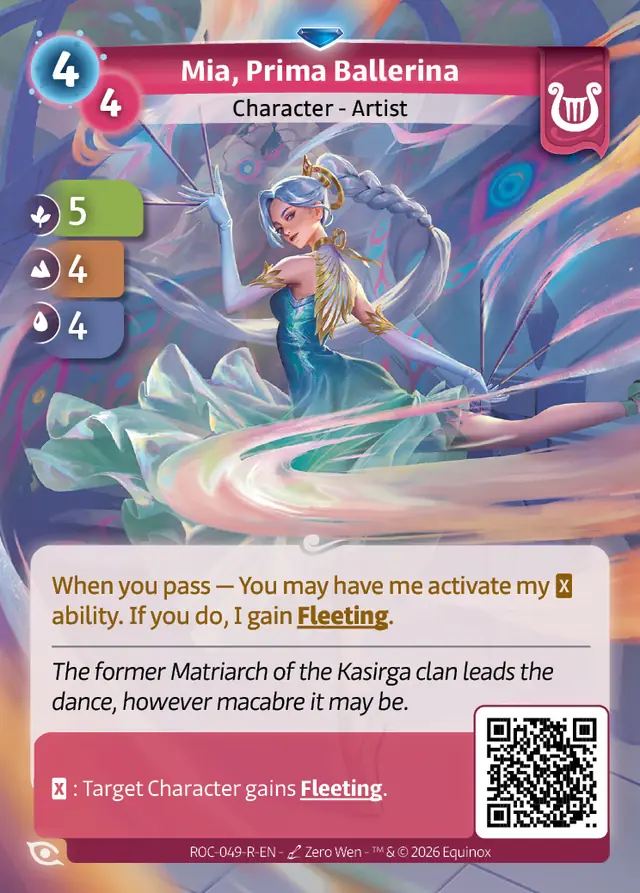 4
Mia, Prima Ballerina
4
Character - Artist
5
4
4
When you pass — You may have me activate my X
ability. If you do, I gain Fleeting.
The former Matriarch of the Kasirga clan leads the
dance, however macabre it may be.
X : Target Character gains Fleeting.
ROC-049-R-EN - Zero Wen - ™ & © 2026 Equinox